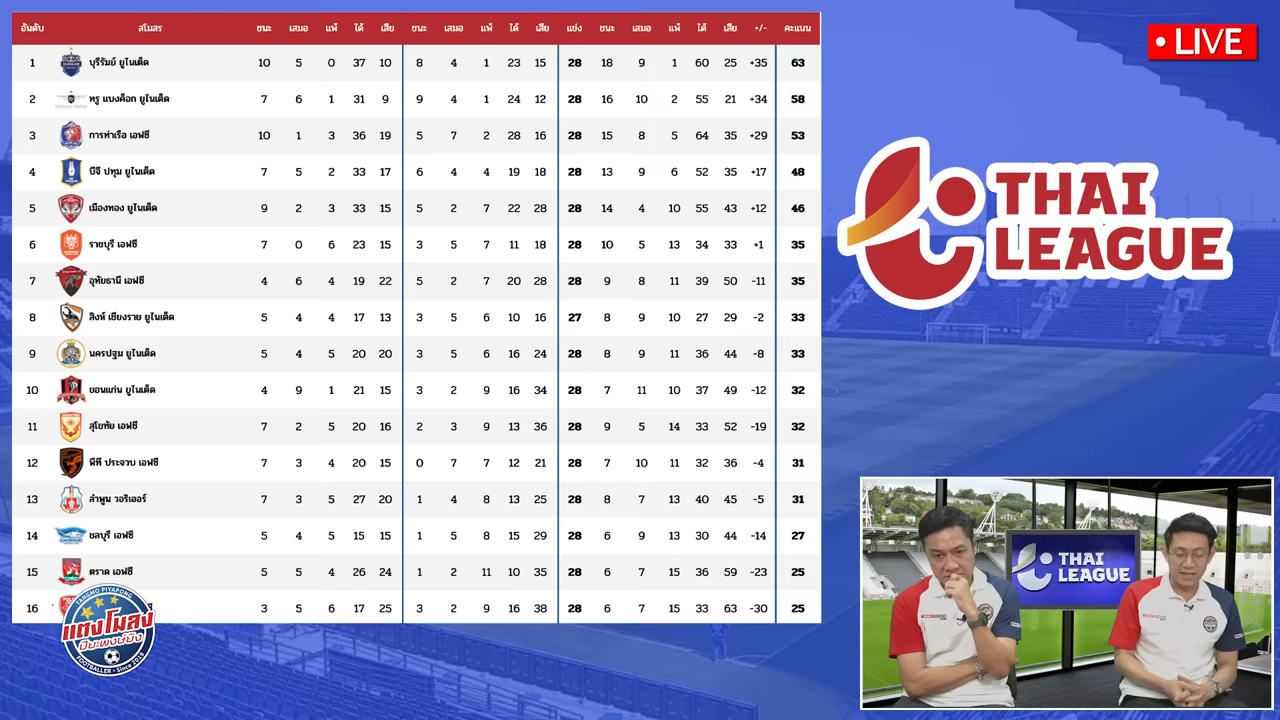 อันดับ สโมสร ชนะ เสมอ แพ้ ได้ เสีย ชนะ เสมอ แพ้ ได้ เสีย แข่ง ชนะ เสมอ แพ้ ได้ เสีย +/- คะแนน
1 บุรีรัมย์ ยูไนเต็ด 10 5 0 37 10 8 4 1 23 15 28 18 9 1 60 25 +35 63
2 ทรู แบงค็อก ยูไนเต็ด 7 6 1 31 9 9 4 1 24 12 28 16 10 2 55 21 +34 58
3 การท่าเรือ เอฟซี 10 1 3 36 19 5 7 2 28 16 28 15 8 5 64 35 +29 53
4 บีจี ปทุม ยูไนเต็ด 7 5 2 33 17 6 4 4 19 18 28 13 9 6 52 35 +17 48
5 เมืองทอง ยูไนเต็ด 9 2 3 33 15 5 2 7 22 28 28 14 4 10 55 43 +12 46
6 ราชบุรี เอฟซี 7 0 6 23 15 3 5 7 11 18 28 10 5 13 34 33 +1 35
7 อุทัยธานี เอฟซี 4 6 4 19 22 5 2 7 20 28 28 9 8 11 39 50 -11 35
8 สิงห์ เชียงราย ยูไนเต็ด 5 4 4 17 13 3 5 6 10 16 27 8 9 10 27 29 -2 33
9 นครปฐม ยูไนเต็ด 5 4 5 20 20 3 5 6 16 24 28 8 9 11 36 44 -8 33
10 ขอนแก่น ยูไนเต็ด 4 9 1 21 15 3 2 9 16 34 28 7 11 10 37 49 -12 32
11 สุโขทัย เอฟซี 7 2 5 20 16 2 3 9 13 36 28 9 5 14 33 52 -19 32
12 พีที ประจวบ เอฟซี 7 3 4 20 15 0 7 7 12 21 28 7 10 11 32 36 -4 31
13 ลำพูน วอริเออร์ 7 3 5 27 20 1 4 8 13 25 28 8 7 13 40 45 -5 31
14 ชลบุรี เอฟซี 5 4 5 15 15 1 5 8 15 29 28 6 9 13 30 44 -14 27
15 ตราด เอฟซี 5 5 4 26 24 1 2 11 10 35 28 6 7 15 36 59 -23 25
16 3 5 6 17 25 3 2 9 16 38 28 6 7 15 33 63 -30 25
TANGMO PIYAPONG
แตงโมลงปิยะพงษ์ยิง
FOOTBALLER • Since 2019
LIVE
THAI
LEAGUE
THAI
LEAGUE